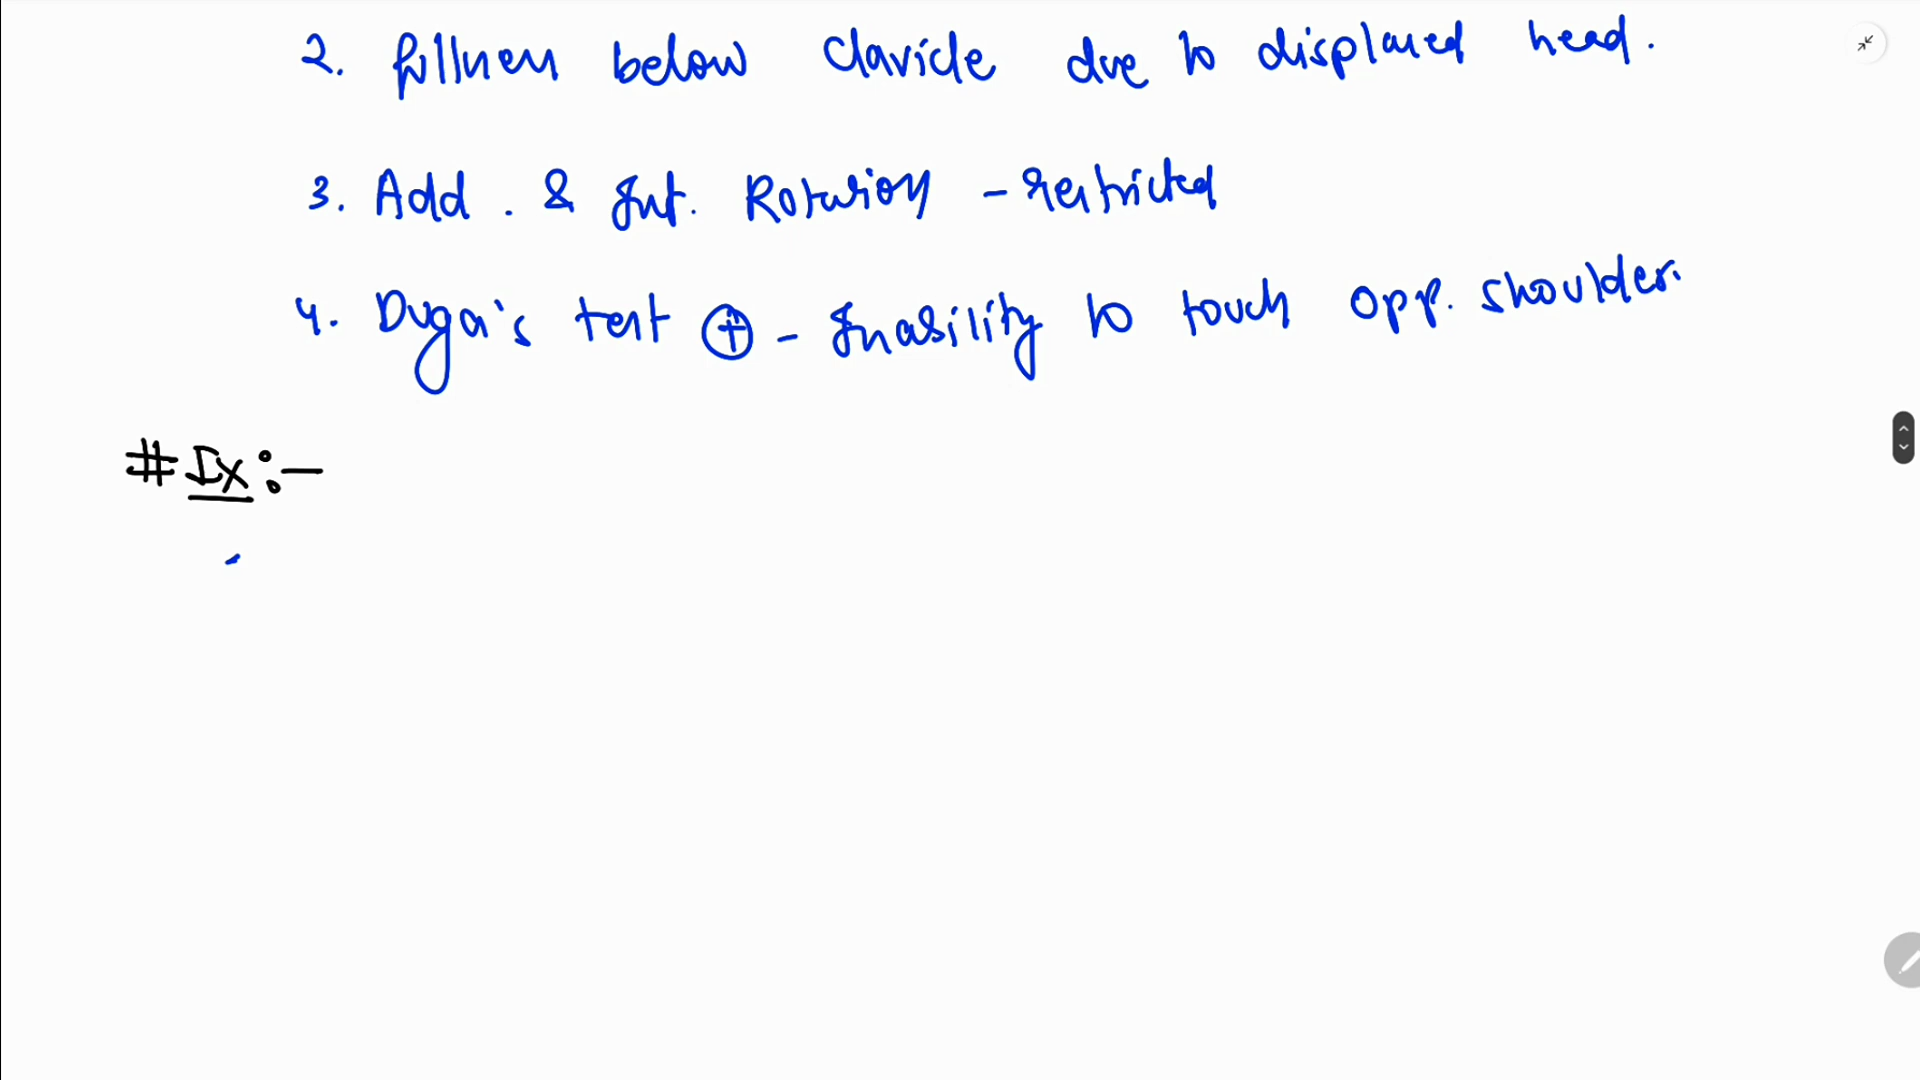 2. fullness below Clavicle due to displaced head.
3. Add. & Int. Rotation - restricted
4. Duga's test ⊕ - Inability to touch opp. shoulder.
# Ix :-